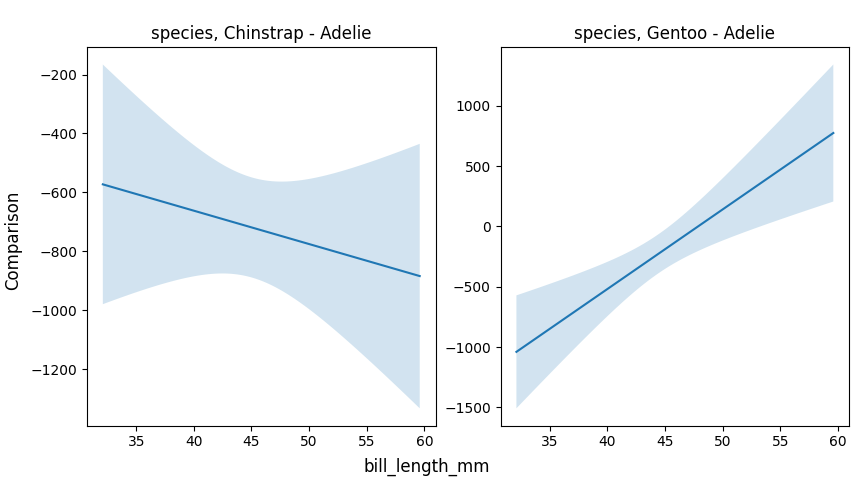 species, Chinstrap - Adelie
species, Gentoo - Adelie
Comparison
−200
−400
−600
−800
−1000
−1200
35 40 45 50 55 60
1000
500
0
−500
−1000
−1500
35 40 45 50 55 60
bill_length_mm